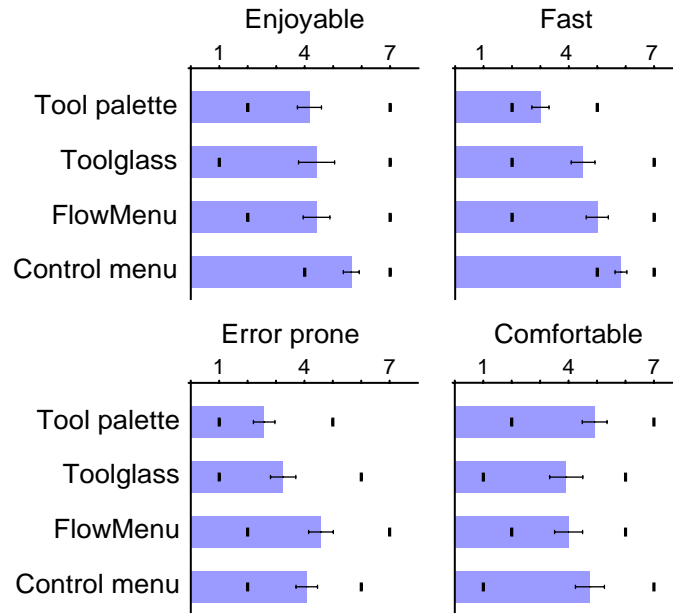 Enjoyable Fast
1 4 7 1 4 7
Tool palette
Toolglass
FlowMenu
Control menu
Error prone Comfortable
1 4 7 1 4 7
Tool palette
Toolglass
FlowMenu
Control menu